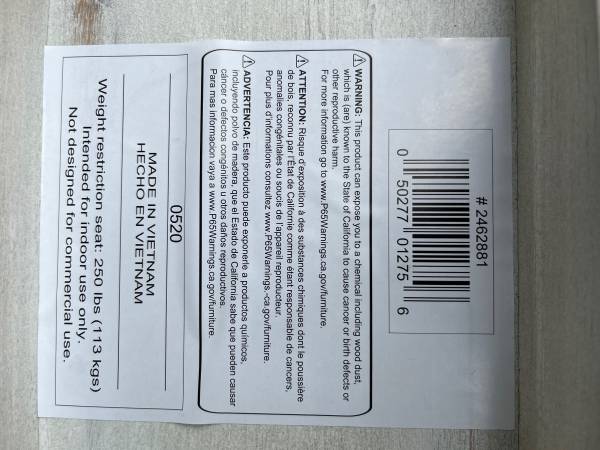 # 2462881
0 50277 01275 6
WARNING: This product can expose you to a chemical including wood dust,
which is (are) known to the State of California to cause cancer or birth defects or
other reproductive harm.
For more information go to www.P65Warnings.ca.gov/furniture.
ATTENTION: Risque d'exposition à des substances chimiques dont le poussière
de bois, reconnu par l'État de Californie comme étant responsable de cancers,
anomalies congénitales ou soucis de l'appareil reproducteur.
Pour plus d'informations consultez www.P65Warnings.-ca.gov/furniture.
ADVERTENCIA: Este producto puede exponerle a productos químicos,
incluyendo polvo de madera, que el Estado de California sabe que pueden causar
cáncer o defectos congénitos u otros daños reproductivos.
Para mas informacion vaya a www.P65Warnings.ca.gov/furniture.
0520
MADE IN VIETNAM
HECHO EN VIETNAM
Weight restriction seat: 250 lbs (113 kgs)
Intended for indoor use only.
Not designed for commercial use.